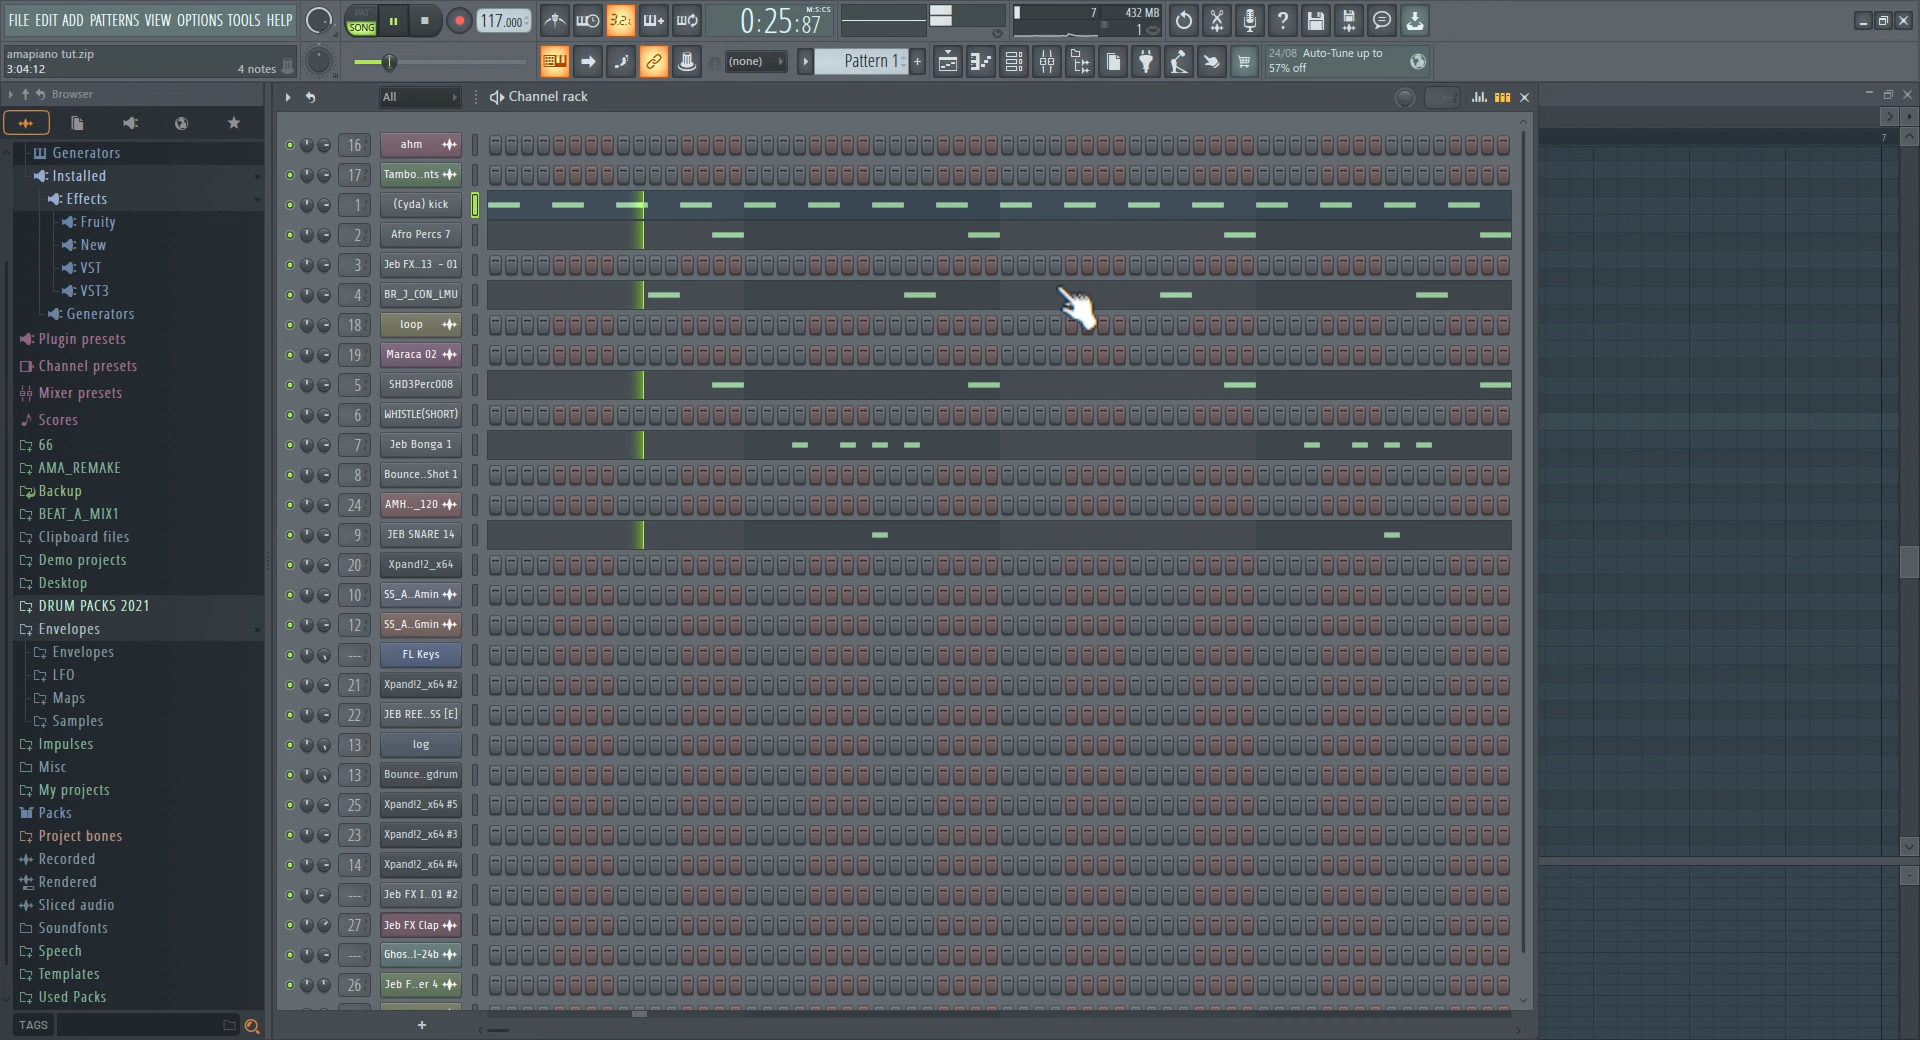 FILE EDIT ADD PATTERNS VIEW OPTIONS TOOLS HELP
PAT
SONG
117.000
3.2.
0:25:87
M:S:CS
7
432 MB
1
amapiano tut.zip
3:04:12
4 notes
(none)
Pattern 1
+
24/08 Auto-Tune up to
57% off
Browser
All
Channel rack
7
Generators
Installed
Effects
Fruity
New
VST
VST3
Generators
Plugin presets
Channel presets
Mixer presets
Scores
66
AMA_REMAKE
Backup
BEAT_A_MIX1
Clipboard files
Demo projects
Desktop
DRUM PACKS 2021
Envelopes
Envelopes
LFO
Maps
Samples
Impulses
Misc
My projects
Packs
Project bones
Recorded
Rendered
Sliced audio
Soundfonts
Speech
Templates
Used Packs
TAGS
16 ahm
17 Tambo..nts
1 (Cyda) kick
2 Afro Percs 7
3 Jeb FX..13 - 01
4 BR_J_CON_LMU
18 loop
19 Maraca 02
5 SHD3Perc008
6 WHISTLE(SHORT)
7 Jeb Bonga 1
8 Bounce..Shot 1
24 AMH.._120
9 JEB SNARE 14
20 Xpand!2_x64
10 SS_A..Amin
12 SS_A..Gmin
--- FL Keys
21 Xpand!2_x64 #2
22 JEB REE..SS [E]
13 log
13 Bounce..gdrum
25 Xpand!2_x64 #5
23 Xpand!2_x64 #3
14 Xpand!2_x64 #4
--- Jeb FX I..01 #2
27 Jeb FX Clap
--- Ghos..l-24b
26 Jeb F..er 4
+